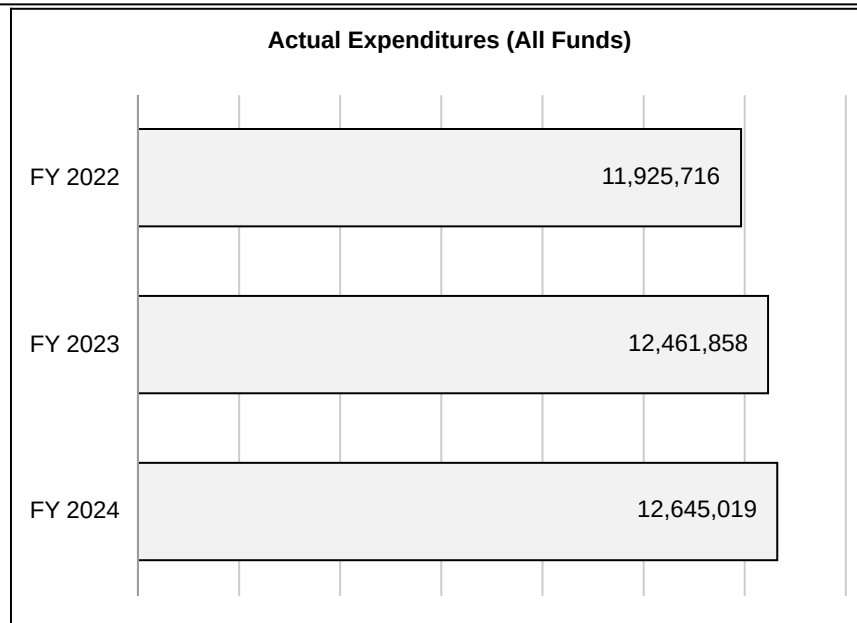 Actual Expenditures (All Funds)
FY 2022 11,925,716
FY 2023 12,461,858
FY 2024 12,645,019